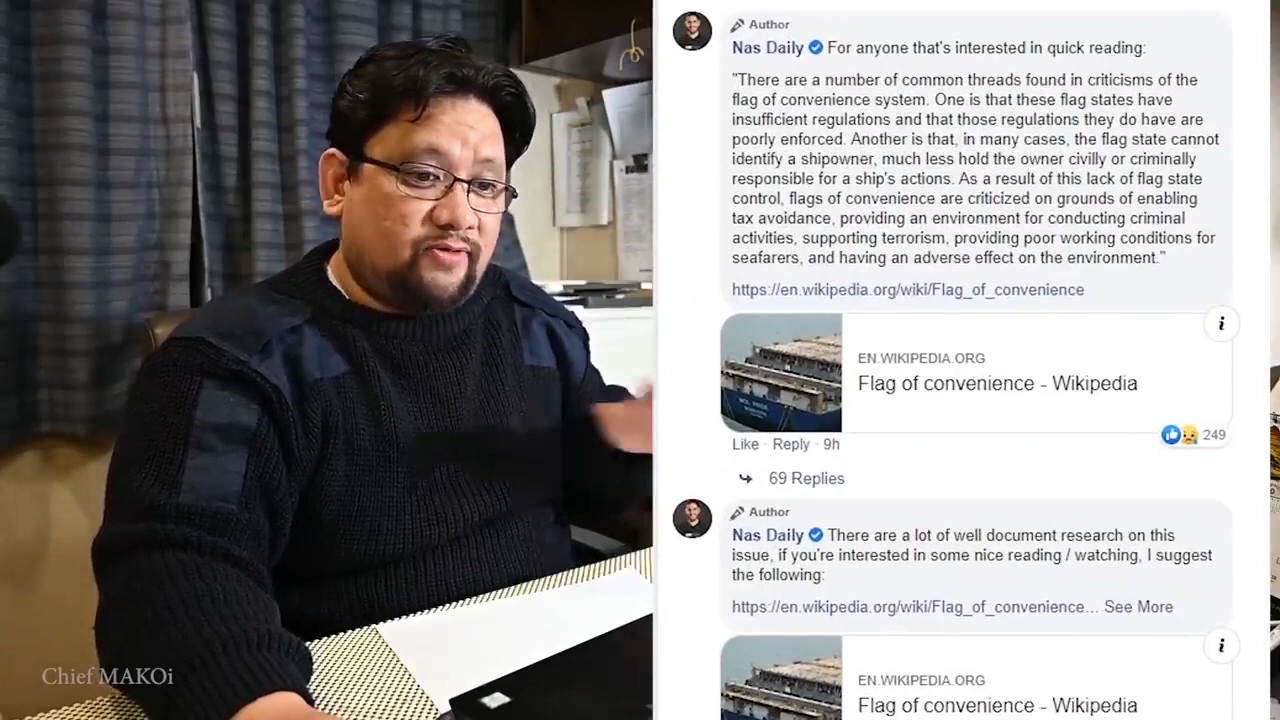 Author
Nas Daily For anyone that's interested in quick reading:
"There are a number of common threads found in criticisms of the
flag of convenience system. One is that these flag states have
insufficient regulations and that those regulations they do have are
poorly enforced. Another is that, in many cases, the flag state cannot
identify a shipowner, much less hold the owner civilly or criminally
responsible for a ship's actions. As a result of this lack of flag state
control, flags of convenience are criticized on grounds of enabling
tax avoidance, providing an environment for conducting criminal
activities, supporting terrorism, providing poor working conditions for
seafarers, and having an adverse effect on the environment."
https://en.wikipedia.org/wiki/Flag_of_convenience
i
EN.WIKIPEDIA.ORG
Flag of convenience - Wikipedia
MOL PRIDE
Like · Reply · 9h
249
69 Replies
Author
Nas Daily There are a lot of well document research on this
issue, if you're interested in some nice reading / watching, I suggest
the following:
https://en.wikipedia.org/wiki/Flag_of_convenience... See More
i
EN.WIKIPEDIA.ORG
Flag of convenience - Wikipedia
Chief MAKOi